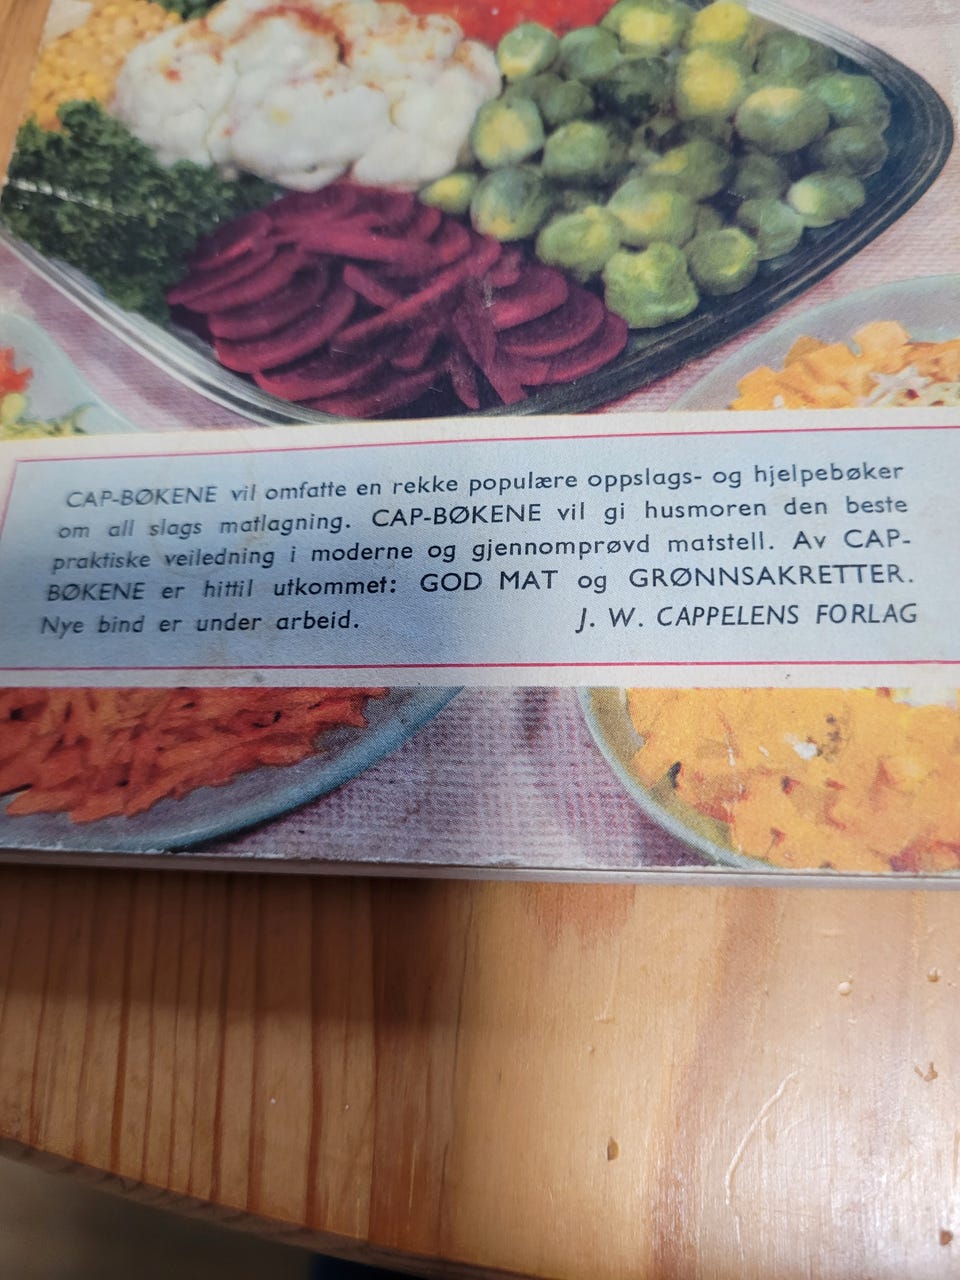 CAP-BØKENE vil omfatte en rekke populære oppslags- og hjelpebøker
om all slags matlagning. CAP-BØKENE vil gi husmoren den beste
praktiske veiledning i moderne og gjennomprøvd matstell. Av CAP-
BØKENE er hittil utkommet: GOD MAT og GRØNNSAKRETTER.
Nye bind er under arbeid. J. W. CAPPELENS FORLAG